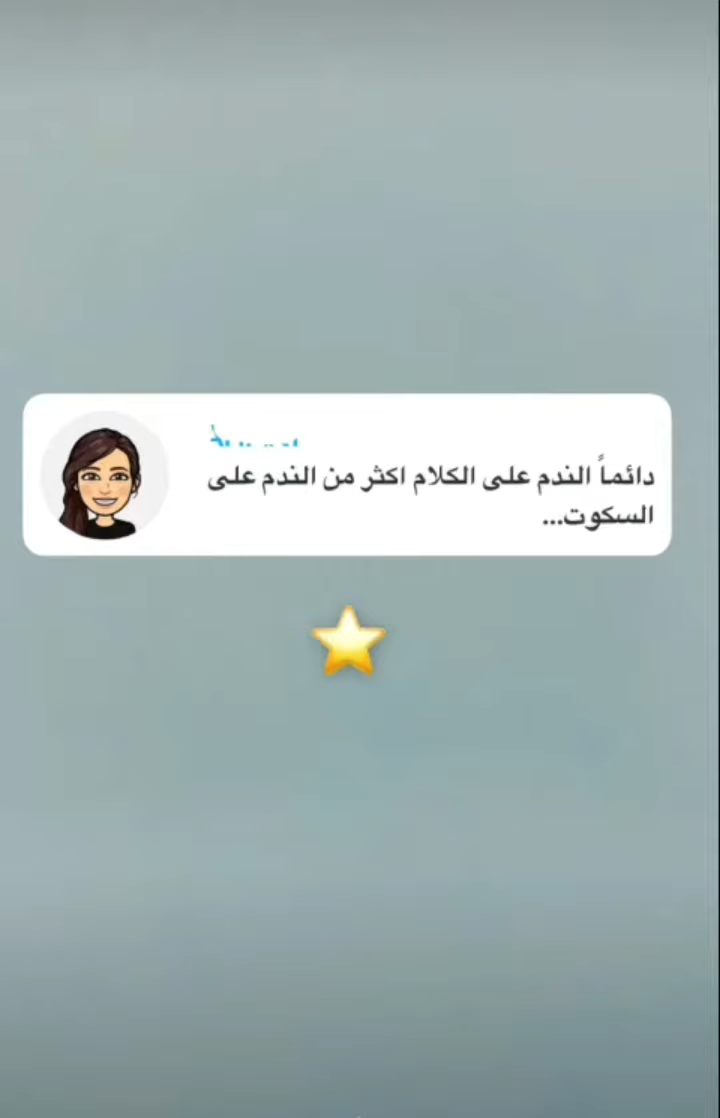 دائماً الندم على الكلام اكثر من الندم على
السكوت...